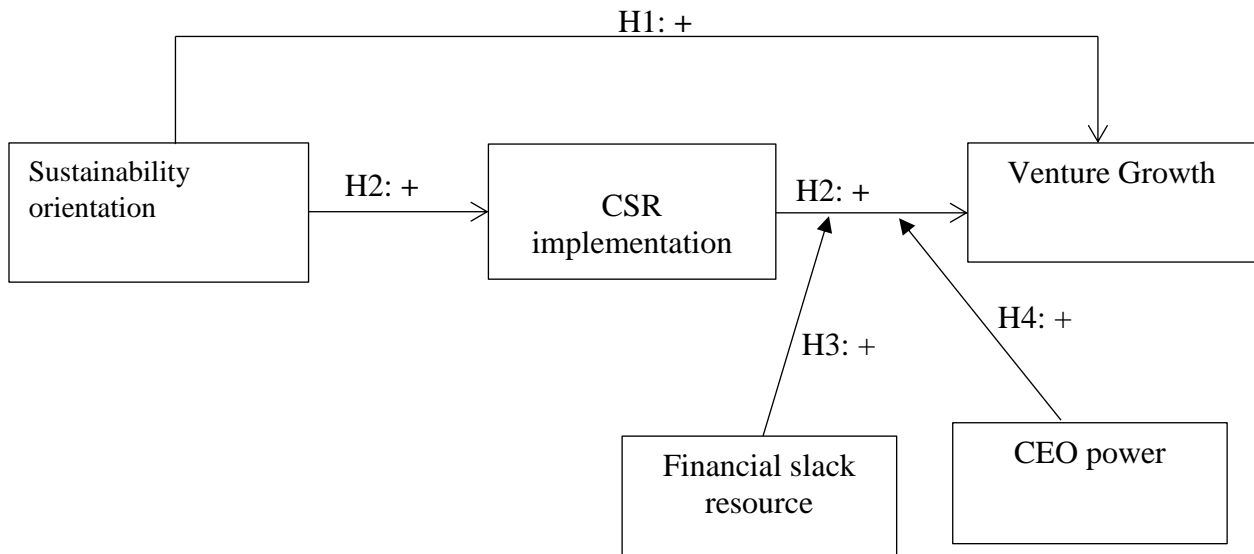 H1: +
Sustainability
orientation
H2: +
CSR
implementation
H2: +
Venture Growth
H3: +
H4: +
Financial slack
resource
CEO power